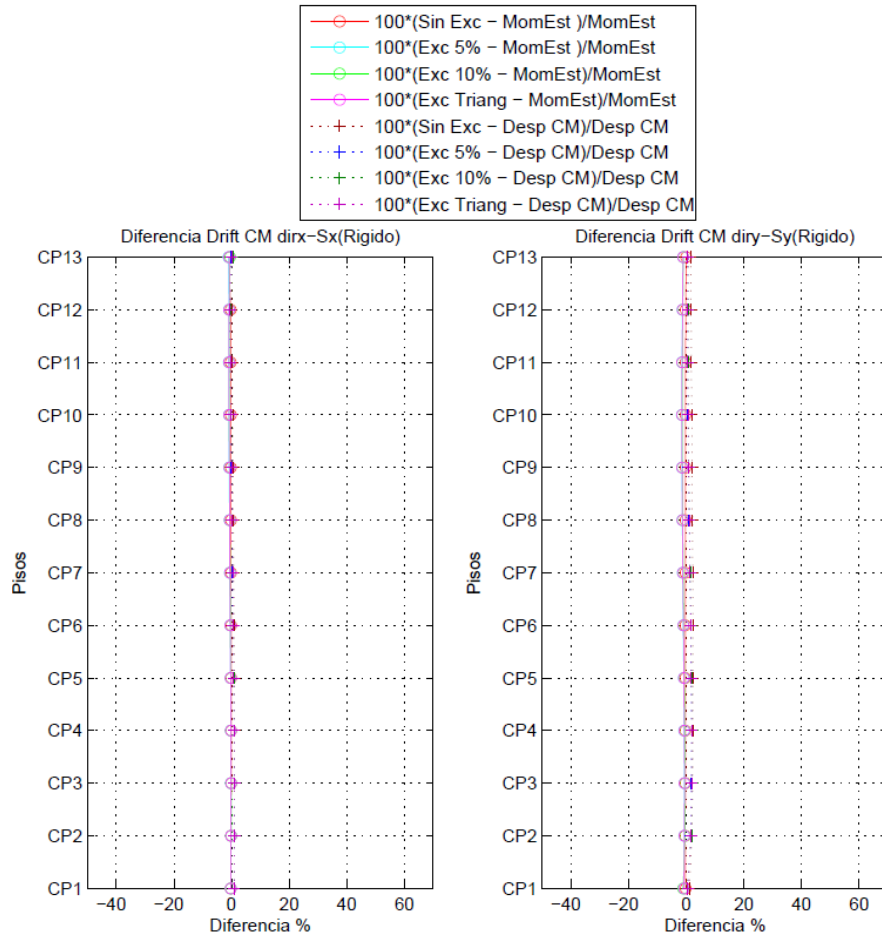 100*(Sin Exc − MomEst )/MomEst
100*(Exc 5% − MomEst )/MomEst
100*(Exc 10% − MomEst)/MomEst
100*(Exc Triang − MomEst)/MomEst
100*(Sin Exc − Desp CM)/Desp CM
100*(Exc 5% − Desp CM)/Desp CM
100*(Exc 10% − Desp CM)/Desp CM
100*(Exc Triang − Desp CM)/Desp CM
Diferencia Drift CM dirx-Sx(Rigido)
CP13
CP12
CP11
CP10
CP9
CP8
CP7
CP6
CP5
CP4
CP3
CP2
CP1
Pisos
−40 −20 0 20 40 60
Diferencia %
Diferencia Drift CM diry-Sy(Rigido)
CP13
CP12
CP11
CP10
CP9
CP8
CP7
CP6
CP5
CP4
CP3
CP2
CP1
Pisos
−40 −20 0 20 40 60
Diferencia %